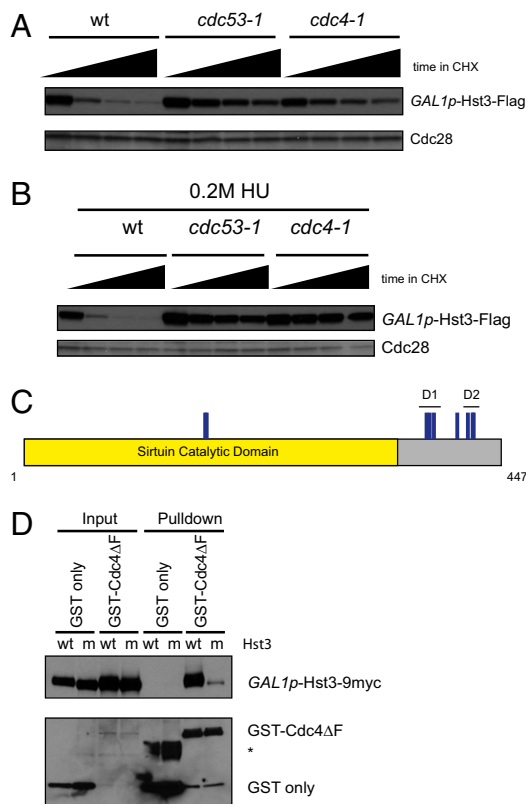 A
wt cdc53-1 cdc4-1
time in CHX
GAL1p-Hst3-Flag
Cdc28
B
0.2M HU
wt cdc53-1 cdc4-1
time in CHX
GAL1p-Hst3-Flag
Cdc28
C
D1 D2
Sirtuin Catalytic Domain
1 447
D
Input Pulldown
GST only GST-Cdc4ΔF GST only GST-Cdc4ΔF
wt m wt m wt m wt m Hst3
GAL1p-Hst3-9myc
GST-Cdc4ΔF
*
GST only